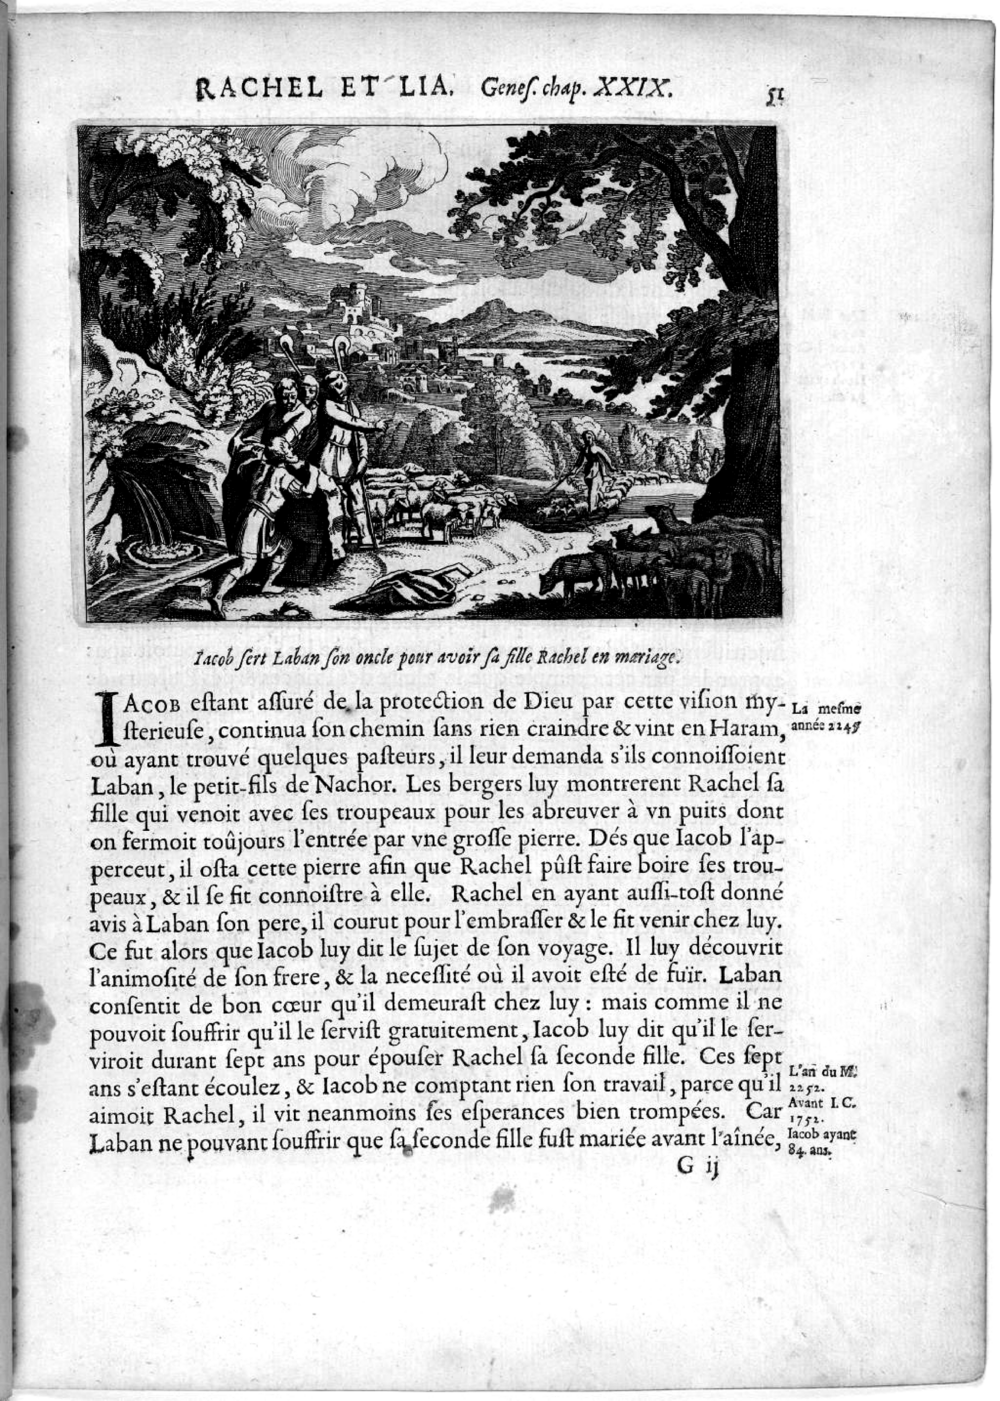 RACHEL ET LIA. Geneſ. chap. XXIX. 51
Iacob ſert Laban ſon oncle pour avoir ſa fille Rachel en mariage.
IACOB eſtant aſſuré de la protection de Dieu par cette viſion my-
ſterieuſe, continua ſon chemin ſans rien craindre & vint en Haram,
où ayant trouvé quelques paſteurs, il leur demanda s'ils connoiſſoient
Laban, le petit-fils de Nachor. Les bergers luy montrerent Rachel ſa
fille qui venoit avec ſes troupeaux pour les abreuver à vn puits dont
on fermoit toûjours l'entrée par vne groſſe pierre. Dés que Iacob l'ap-
perceut, il oſta cette pierre afin que Rachel pûſt faire boire ſes trou-
peaux, & il ſe fit connoiſtre à elle. Rachel en ayant auſſi-toſt donné
avis à Laban ſon pere, il courut pour l'embraſſer & le fit venir chez luy.
Ce fut alors que Iacob luy dit le ſujet de ſon voyage. Il luy découvrit
l'animoſité de ſon frere, & la neceſſité où il avoit eſté de fuïr. Laban
conſentit de bon cœur qu'il demeuraſt chez luy : mais comme il ne
pouvoit ſouffrir qu'il le ſerviſt gratuitement, Iacob luy dit qu'il le ſer-
viroit durant ſept ans pour épouſer Rachel ſa ſeconde fille. Ces ſept
ans s'eſtant écoulez, & Iacob ne comptant rien ſon travail, parce qu'il
aimoit Rachel, il vit neanmoins ſes eſperances bien trompées. Car
Laban ne pouvant ſouffrir que ſa ſeconde fille fuſt mariée avant l'aînée,
G ij
La meſme
année 2245
L'an du M.
2252.
Avant I. C.
1752.
Iacob ayant
84. ans.